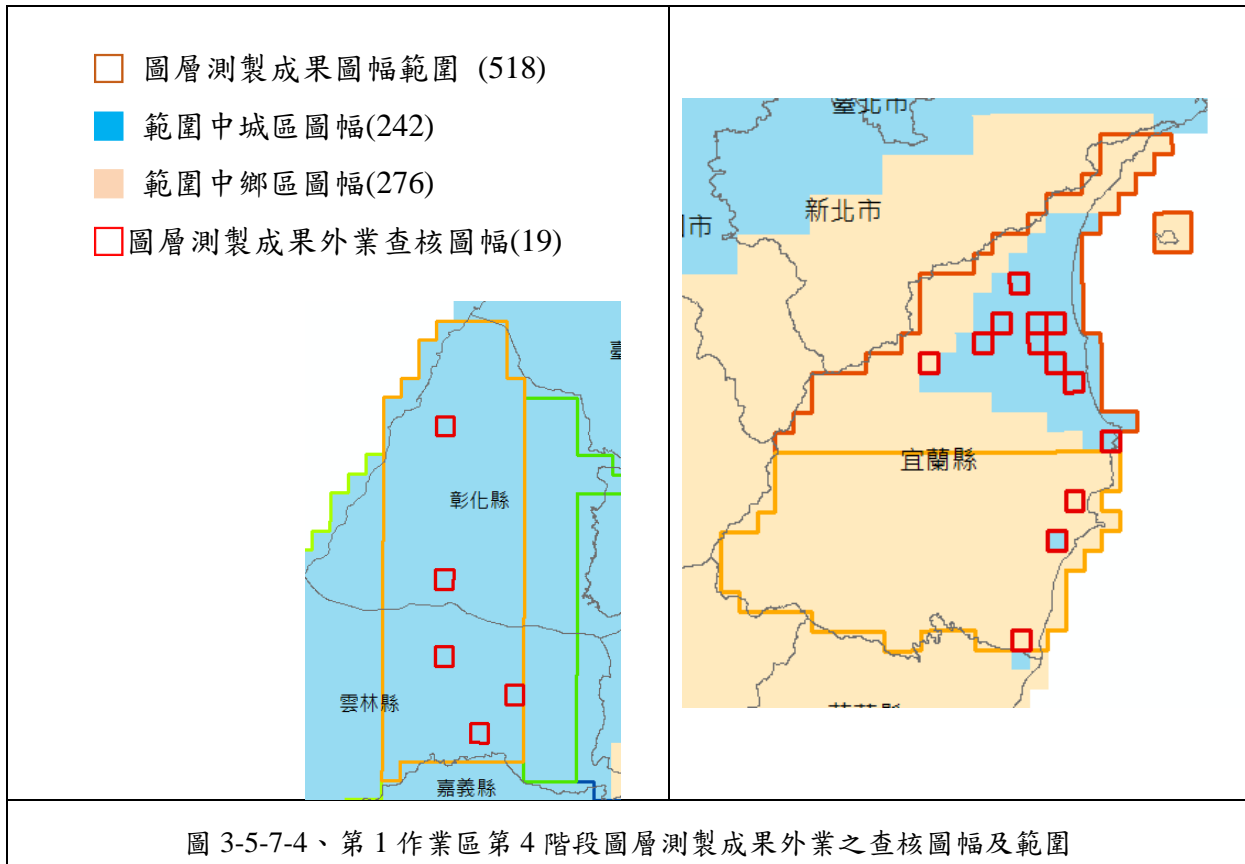 圖層測製成果圖幅範圍 (518)
範圍中城區圖幅(242)
範圍中鄉區圖幅(276)
圖層測製成果外業查核圖幅(19)
彰化縣
雲林縣
嘉義縣
臺北市
新北市
市
宜蘭縣
圖 3-5-7-4、第 1 作業區第 4 階段圖層測製成果外業之查核圖幅及範圍